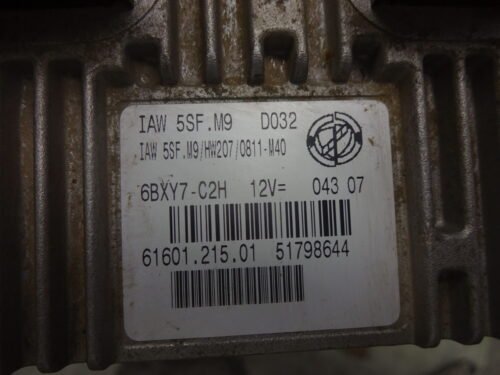 IAW 5SF.M9 D032
IAW 5SF.M9/HW207/0811-M40
6BXY7-C2H 12V= 043 07
61601.215.01 51798644